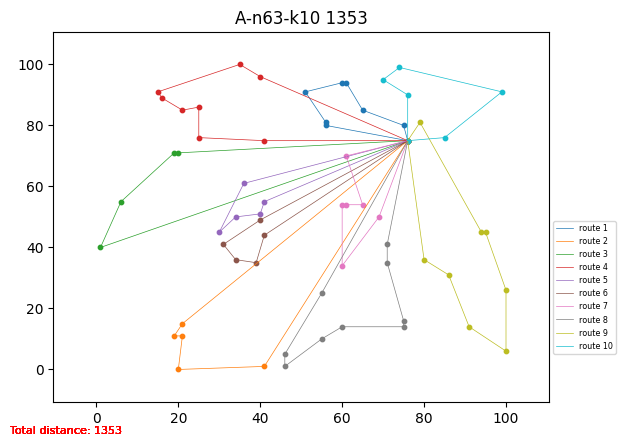 A-n63-k10 1353
100
80
60
40
20
0
0 20 40 60 80 100
route 1
route 2
route 3
route 4
route 5
route 6
route 7
route 8
route 9
route 10
Total distance: 1353